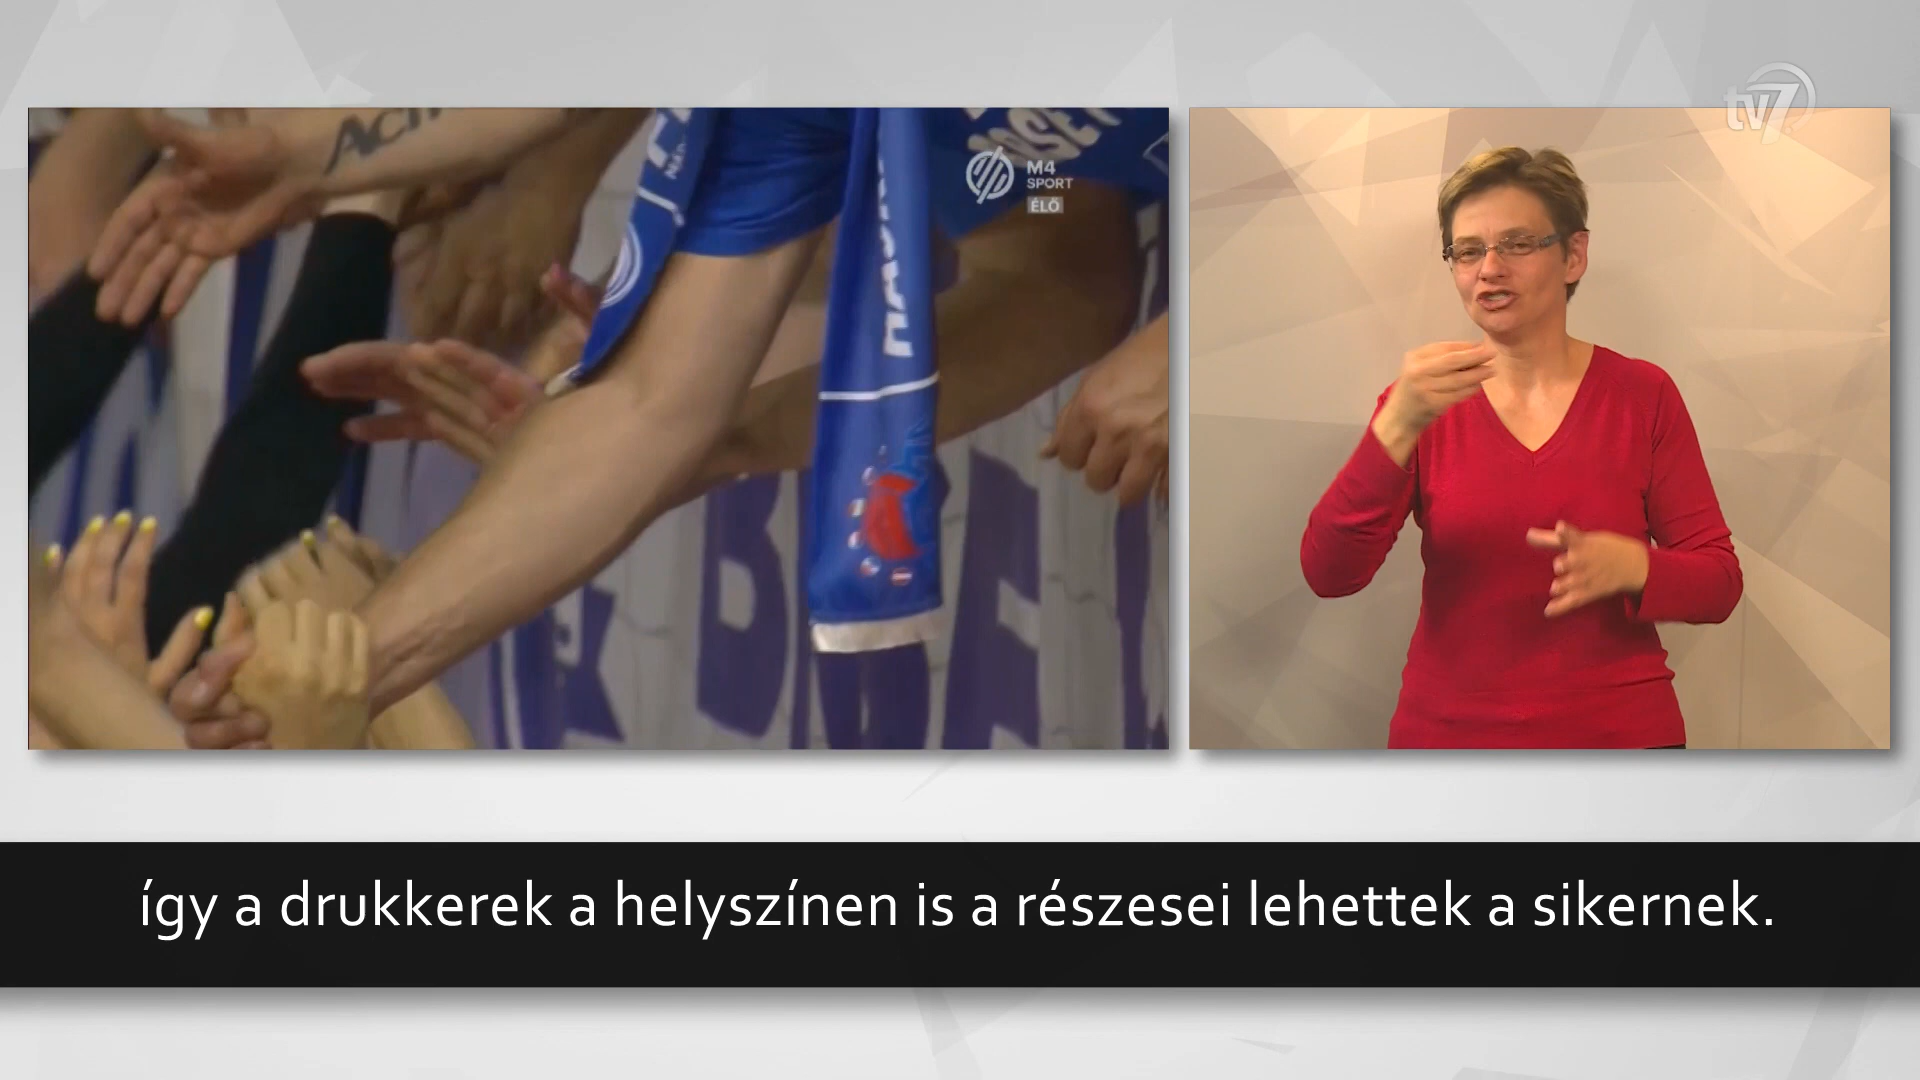 tv7
M4
SPORT
ÉLŐ
így a drukkerek a helyszínen is a részesei lehettek a sikernek.